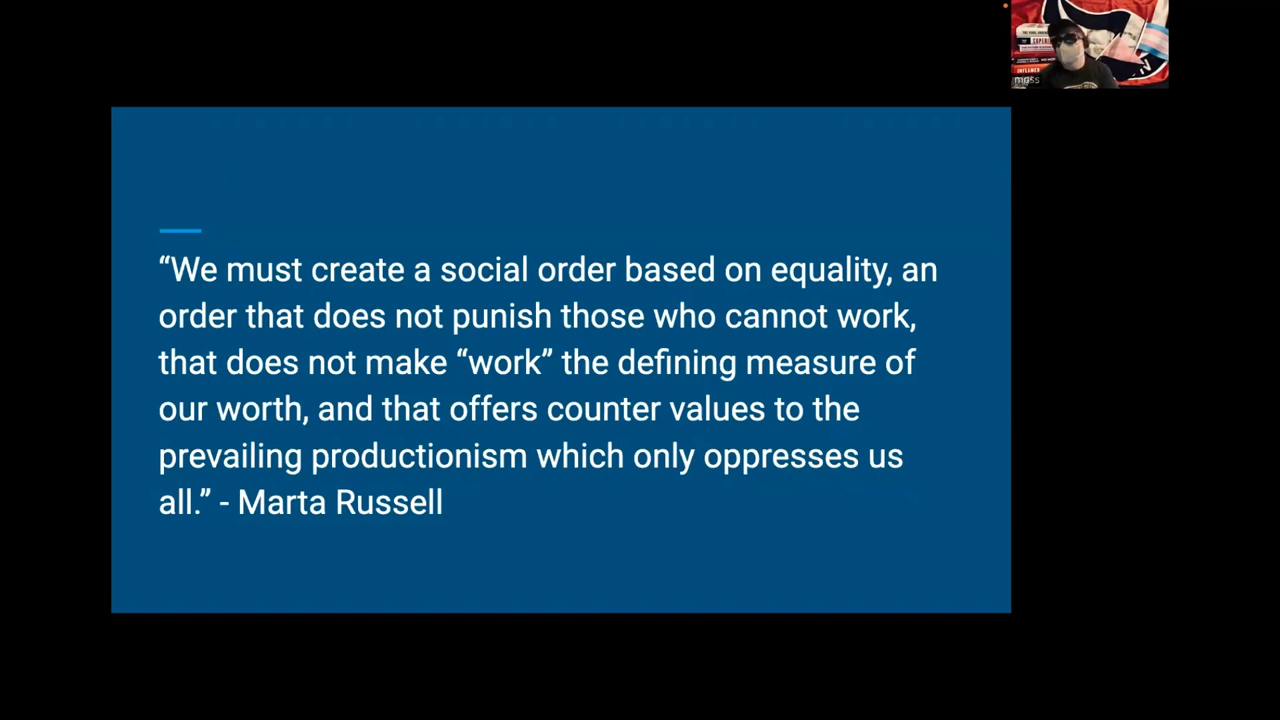 “We must create a social order based on equality, an
order that does not punish those who cannot work,
that does not make “work” the defining measure of
our worth, and that offers counter values to the
prevailing productionism which only oppresses us
all.” - Marta Russell
INFLAMED
moss